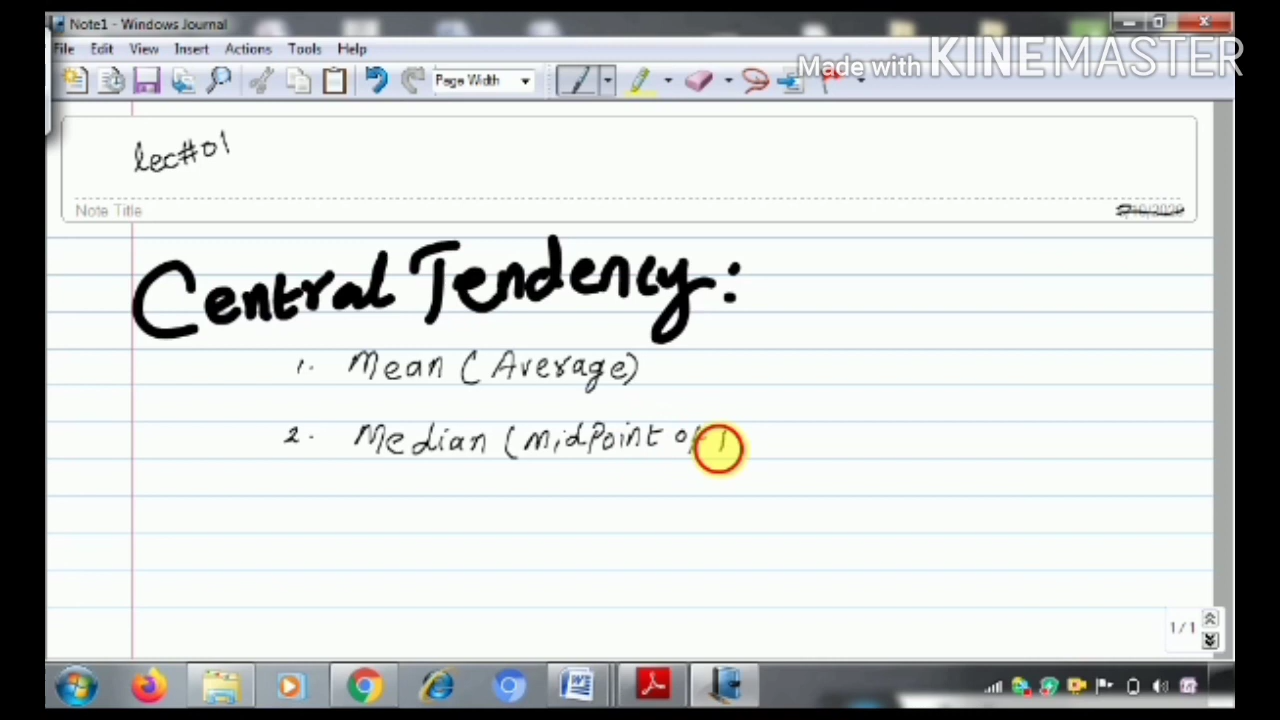 Note1 - Windows Journal
File Edit View Insert Actions Tools Help
Made with KINEMASTER
Page Width
lec#01
Note Title
Central Tendency:
1. Mean (Average)
2. Median (midPoint of
1/1